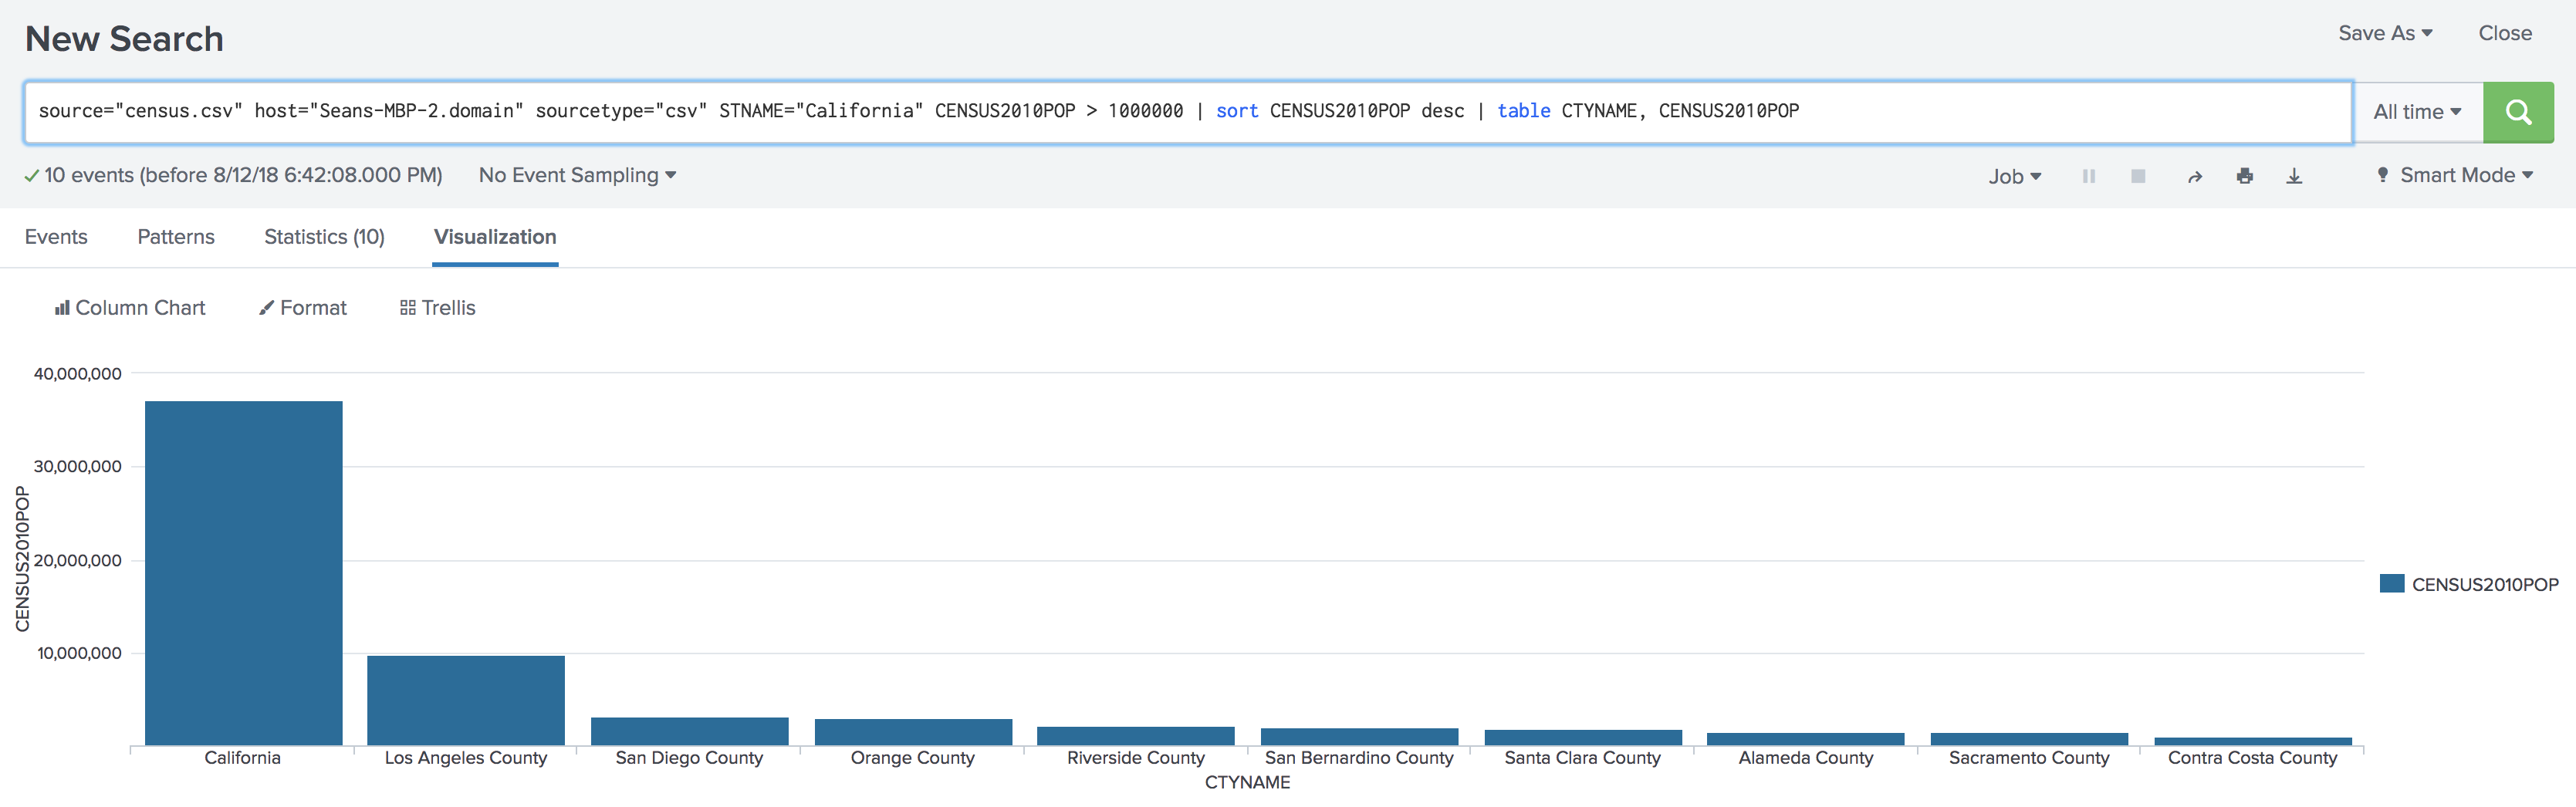 New Search
Save As Close
source="census.csv" host="Seans-MBP-2.domain" sourcetype="csv" STNAME="California" CENSUS2010POP > 1000000 | sort CENSUS2010POP desc | table CTYNAME, CENSUS2010POP
All time
10 events (before 8/12/18 6:42:08.000 PM) No Event Sampling Job Smart Mode
Events Patterns Statistics (10) Visualization
Column Chart Format Trellis
40,000,000
30,000,000
20,000,000
10,000,000
CENSUS2010POP
CENSUS2010POP
California Los Angeles County San Diego County Orange County Riverside County San Bernardino County Santa Clara County Alameda County Sacramento County Contra Costa County
CTYNAME